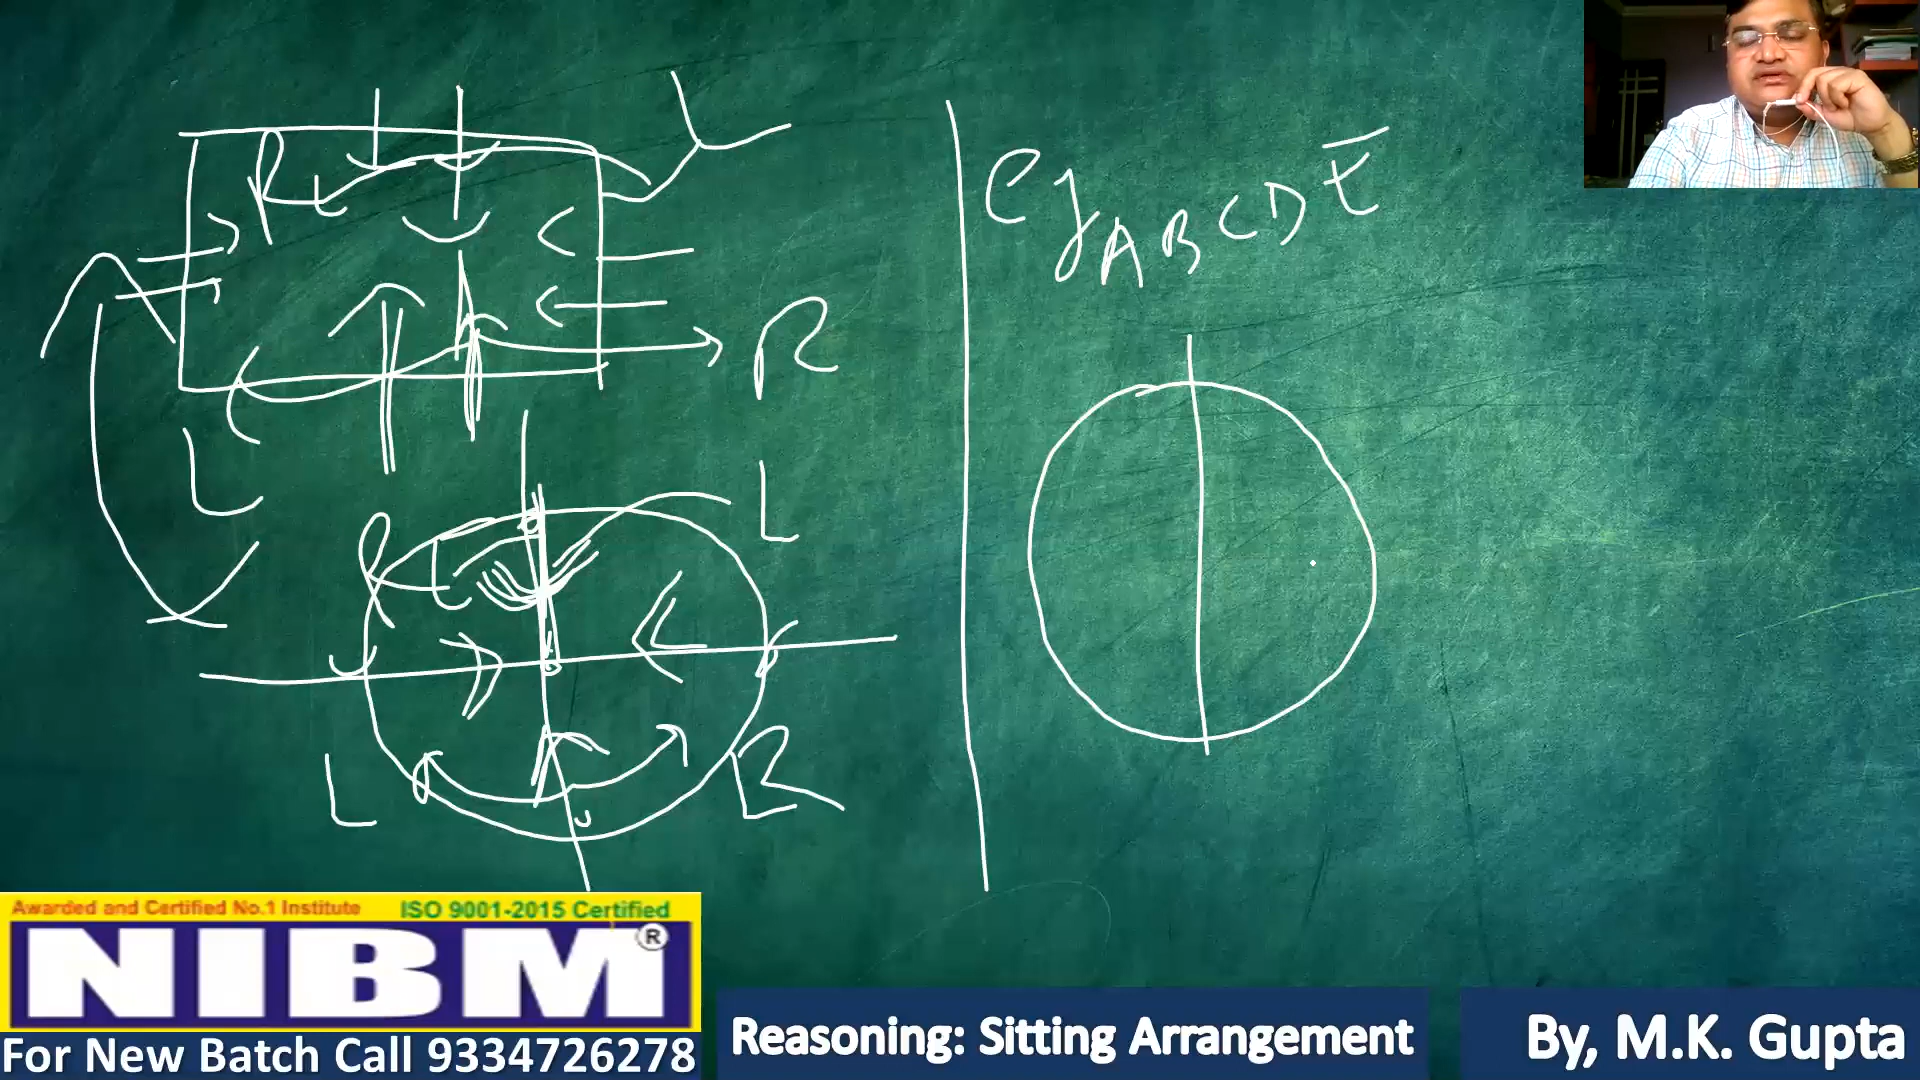 R
L
R
L
L
R
L
R
eg A B C D E
Awarded and Certified No.1 Institute ISO 9001-2015 Certified
NIBM®
For New Batch Call 9334726278
Reasoning: Sitting Arrangement
By, M.K. Gupta